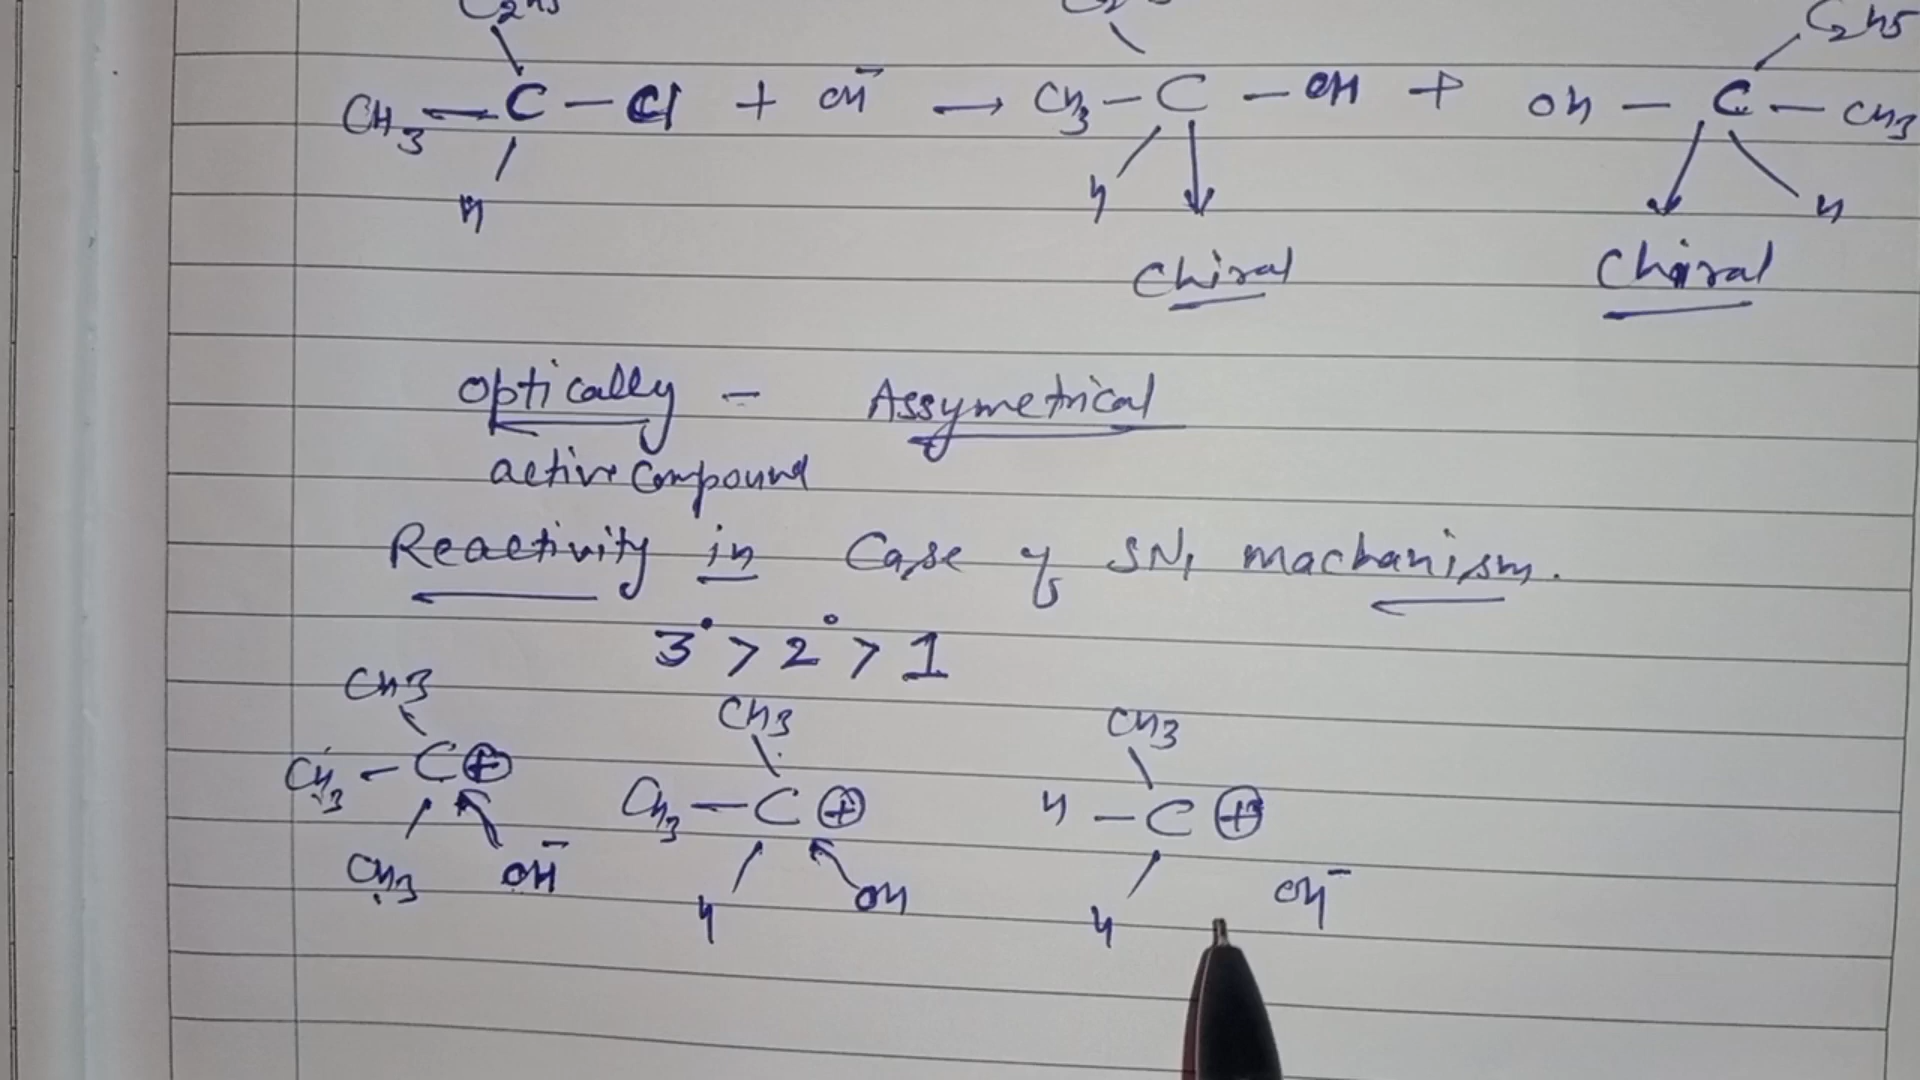 C2H5 C2H5
CH3 — C — Cl + OH⁻ → CH3 — C — OH + OH — C — CH3
H H H
Chiral Chiral
Optically - Assymetrical
active Compound
Reactivity in Case of SN1 machanism.
3° > 2° > 1
CH3 CH3 CH3
CH3 — C ⊕ CH3 — C ⊕ H — C ⊕
CH3 OH⁻ H OH H OH⁻